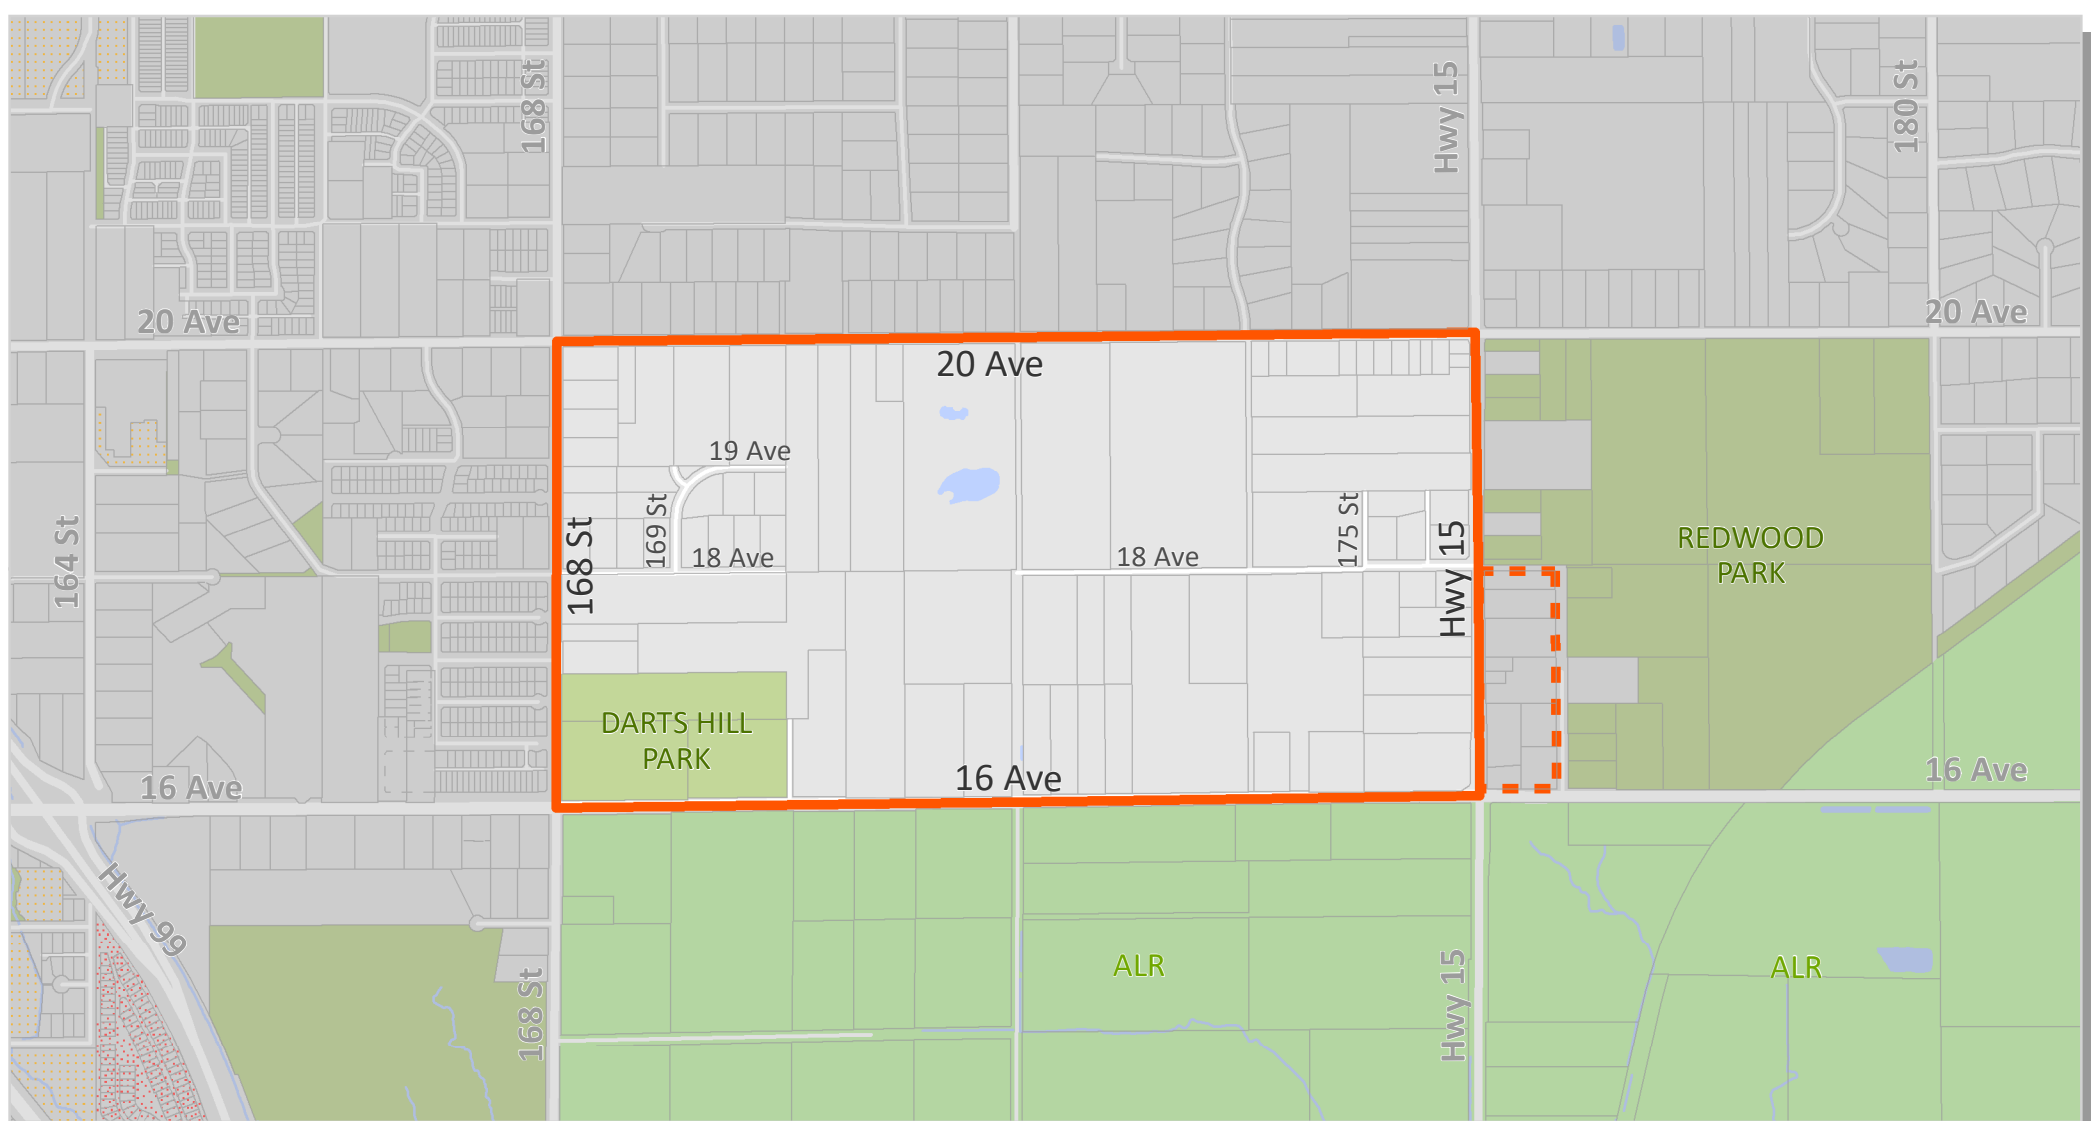 168 St
Hwy 15
180 St
20 Ave
20 Ave
20 Ave
19 Ave
169 St
18 Ave
18 Ave
175 St
168 St
Hwy 15
164 St
REDWOOD
PARK
DARTS HILL
PARK
16 Ave
16 Ave
16 Ave
Hwy 99
168 St
ALR
Hwy 15
ALR